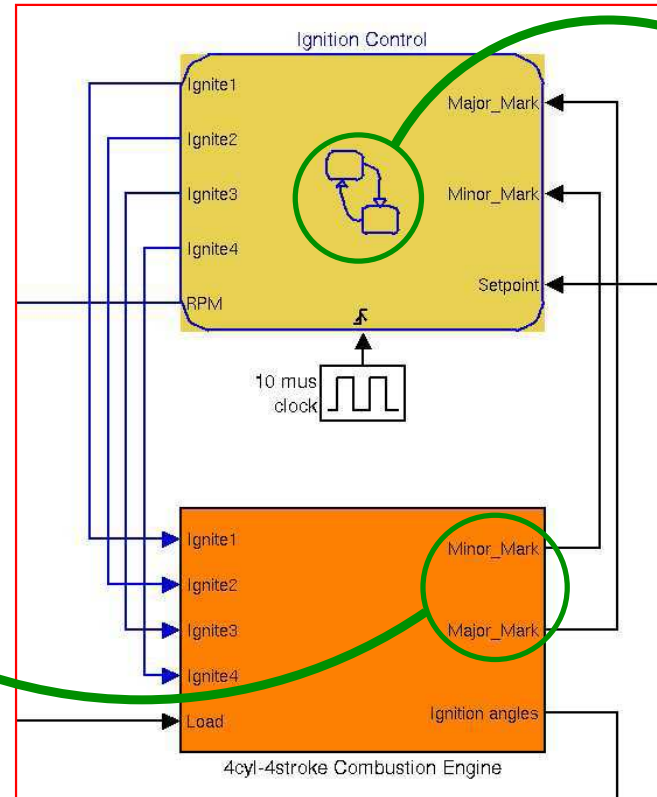 Ignition Control
Ignite1
Major_Mark
Ignite2
Ignite3
Minor_Mark
Ignite4
Setpoint
RPM
10 mus
clock
Ignite1
Minor_Mark
Ignite2
Ignite3
Major_Mark
Ignite4
Load
Ignition angles
4cyl-4stroke Combustion Engine